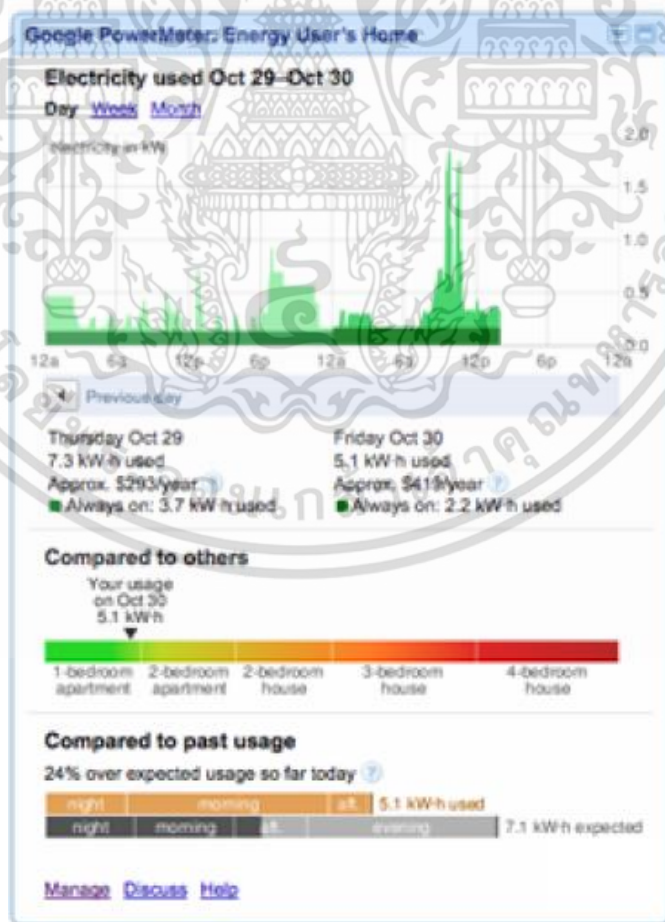 Google PowerMeter: Energy User's Home
Electricity used Oct 29–Oct 30
Day Week Month
electricity in kW
2.0
1.5
1.0
0.5
0.0
12a 6a 12p 6p 12a 6a 12p 6p 12a
Previous day
Thursday Oct 29
7.3 kW·h used
Approx. $293/year ?
Always on: 3.7 kW·h used
Friday Oct 30
5.1 kW·h used
Approx. $419/year ?
Always on: 2.2 kW·h used
Compared to others
Your usage
on Oct 30
5.1 kW·h
1-bedroom apartment
2-bedroom apartment
2-bedroom house
3-bedroom house
4-bedroom house
Compared to past usage
24% over expected usage so far today ?
night morning aft. 5.1 kW·h used
night morning aft. evening 7.1 kW·h expected
Manage Discuss Help